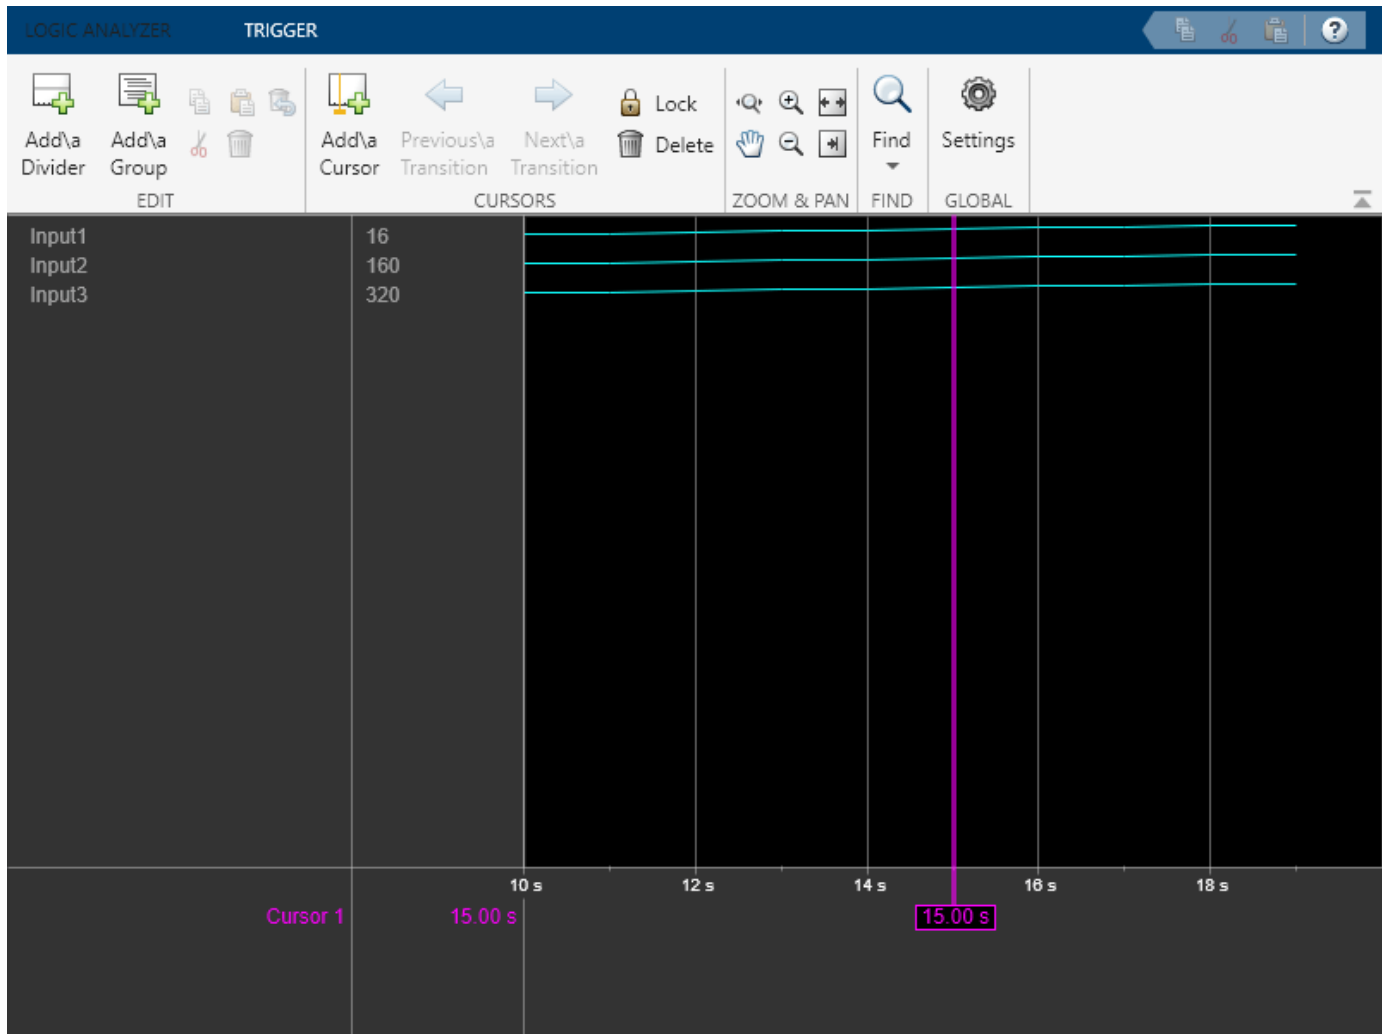 LOGIC ANALYZER TRIGGER
Add\a Divider
Add\a Group
EDIT
Add\a Cursor
Previous\a Transition
Next\a Transition
Lock
Delete
CURSORS
ZOOM & PAN
Find
FIND
Settings
GLOBAL
Input1 16
Input2 160
Input3 320
10 s 12 s 14 s 16 s 18 s
Cursor 1 15.00 s 15.00 s